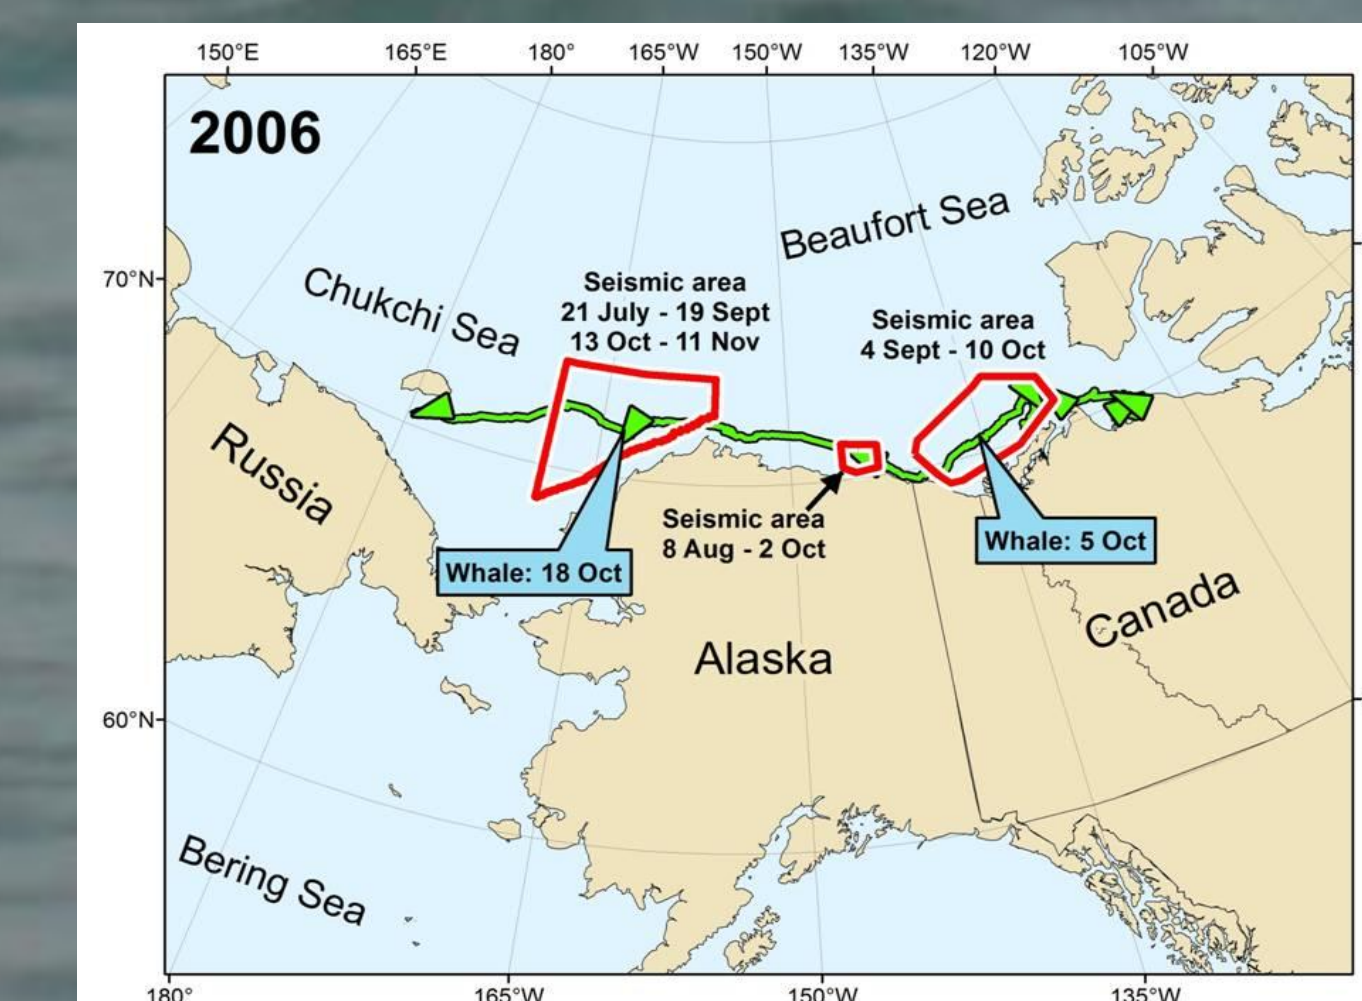 150°E 165°E 180° 165°W 150°W 135°W 120°W 105°W
2006
Beaufort Sea
70°N
Chukchi Sea
Seismic area
21 July - 19 Sept
13 Oct - 11 Nov
Seismic area
4 Sept - 10 Oct
Russia
Seismic area
8 Aug - 2 Oct
Whale: 18 Oct
Whale: 5 Oct
Canada
Alaska
60°N
Bering Sea
180° 165°W 150°W 135°W